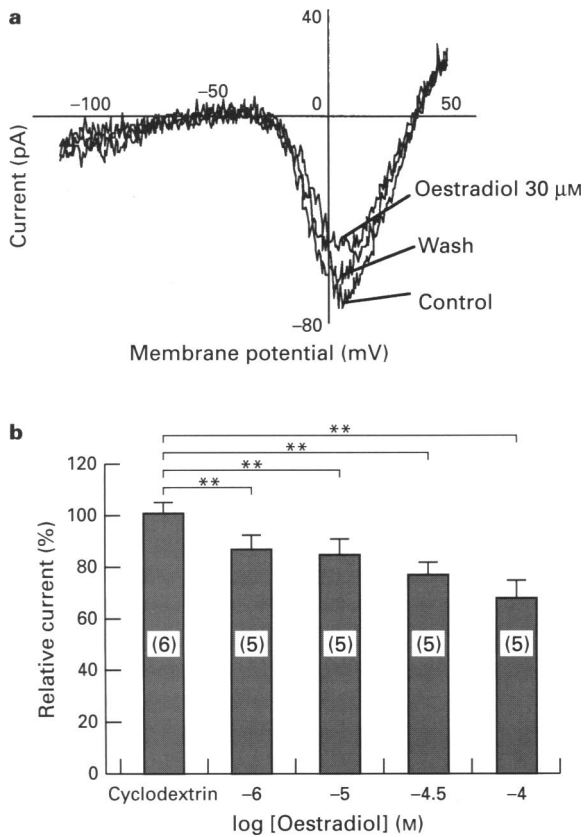 a
40
−100
−50
0
50
Current (pA)
Oestradiol 30 μM
Wash
Control
−80
Membrane potential (mV)
b
**
**
**
**
120
100
80
60
40
20
0
Relative current (%)
(6)
(5)
(5)
(5)
(5)
Cyclodextrin
−6
−5
−4.5
−4
log [Oestradiol] (M)